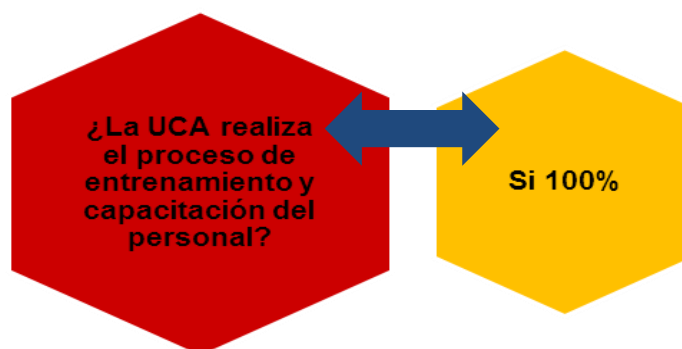 ¿La UCA realiza
el proceso de
entrenamiento y
capacitación del
personal?
Si 100%